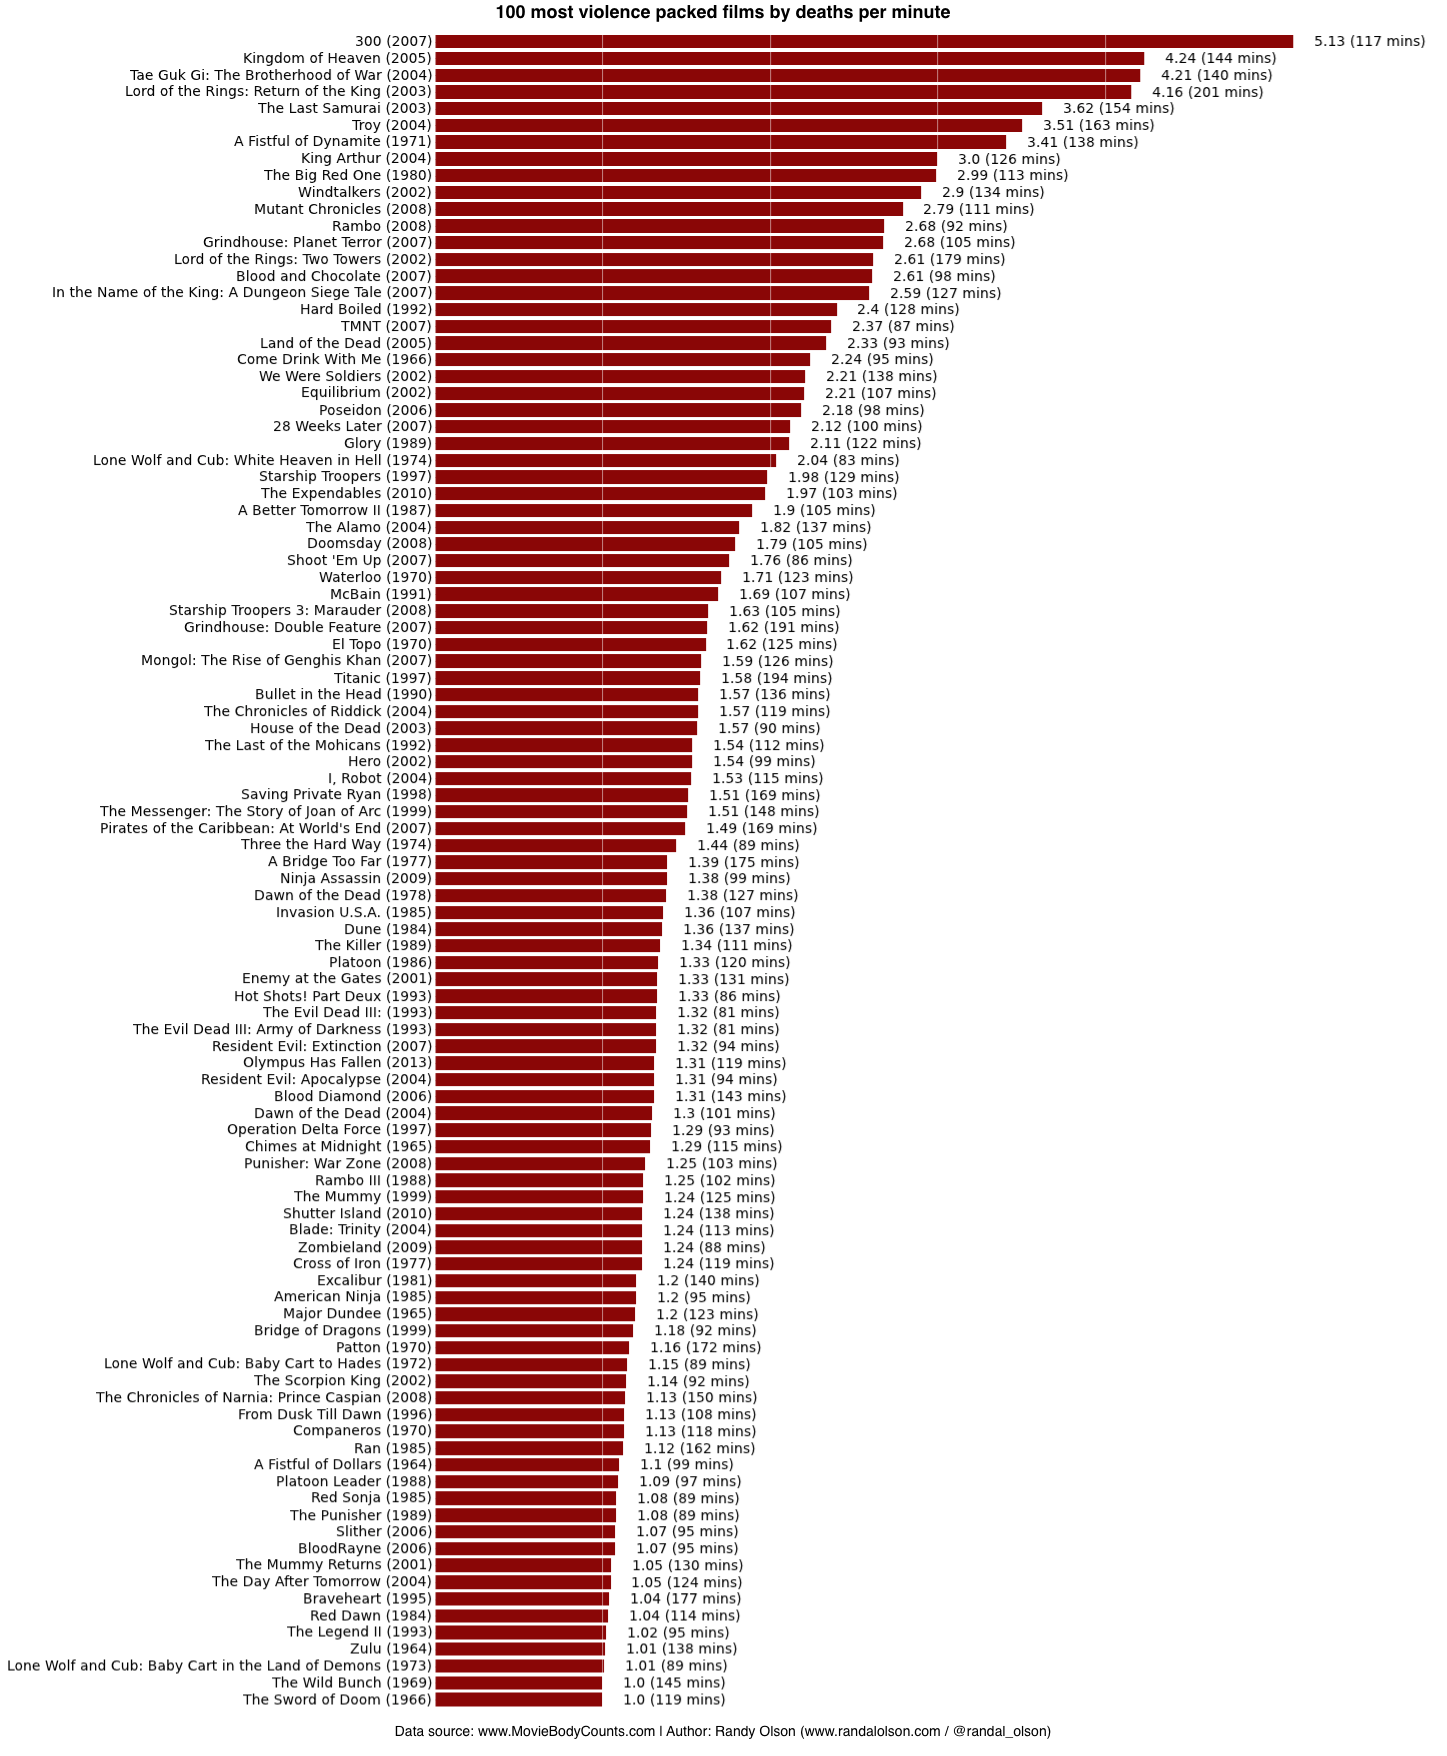 100 most violence packed films by deaths per minute
300 (2007) 5.13 (117 mins)
Kingdom of Heaven (2005) 4.24 (144 mins)
Tae Guk Gi: The Brotherhood of War (2004) 4.21 (140 mins)
Lord of the Rings: Return of the King (2003) 4.16 (201 mins)
The Last Samurai (2003) 3.62 (154 mins)
Troy (2004) 3.51 (163 mins)
A Fistful of Dynamite (1971) 3.41 (138 mins)
King Arthur (2004) 3.0 (126 mins)
The Big Red One (1980) 2.99 (113 mins)
Windtalkers (2002) 2.9 (134 mins)
Mutant Chronicles (2008) 2.79 (111 mins)
Rambo (2008) 2.68 (92 mins)
Grindhouse: Planet Terror (2007) 2.68 (105 mins)
Lord of the Rings: Two Towers (2002) 2.61 (179 mins)
Blood and Chocolate (2007) 2.61 (98 mins)
In the Name of the King: A Dungeon Siege Tale (2007) 2.59 (127 mins)
Hard Boiled (1992) 2.4 (128 mins)
TMNT (2007) 2.37 (87 mins)
Land of the Dead (2005) 2.33 (93 mins)
Come Drink With Me (1966) 2.24 (95 mins)
We Were Soldiers (2002) 2.21 (138 mins)
Equilibrium (2002) 2.21 (107 mins)
Poseidon (2006) 2.18 (98 mins)
28 Weeks Later (2007) 2.12 (100 mins)
Glory (1989) 2.11 (122 mins)
Lone Wolf and Cub: White Heaven in Hell (1974) 2.04 (83 mins)
Starship Troopers (1997) 1.98 (129 mins)
The Expendables (2010) 1.97 (103 mins)
A Better Tomorrow II (1987) 1.9 (105 mins)
The Alamo (2004) 1.82 (137 mins)
Doomsday (2008) 1.79 (105 mins)
Shoot 'Em Up (2007) 1.76 (86 mins)
Waterloo (1970) 1.71 (123 mins)
McBain (1991) 1.69 (107 mins)
Starship Troopers 3: Marauder (2008) 1.63 (105 mins)
Grindhouse: Double Feature (2007) 1.62 (191 mins)
El Topo (1970) 1.62 (125 mins)
Mongol: The Rise of Genghis Khan (2007) 1.59 (126 mins)
Titanic (1997) 1.58 (194 mins)
Bullet in the Head (1990) 1.57 (136 mins)
The Chronicles of Riddick (2004) 1.57 (119 mins)
House of the Dead (2003) 1.57 (90 mins)
The Last of the Mohicans (1992) 1.54 (112 mins)
Hero (2002) 1.54 (99 mins)
I, Robot (2004) 1.53 (115 mins)
Saving Private Ryan (1998) 1.51 (169 mins)
The Messenger: The Story of Joan of Arc (1999) 1.51 (148 mins)
Pirates of the Caribbean: At World's End (2007) 1.49 (169 mins)
Three the Hard Way (1974) 1.44 (89 mins)
A Bridge Too Far (1977) 1.39 (175 mins)
Ninja Assassin (2009) 1.38 (99 mins)
Dawn of the Dead (1978) 1.38 (127 mins)
Invasion U.S.A. (1985) 1.36 (107 mins)
Dune (1984) 1.36 (137 mins)
The Killer (1989) 1.34 (111 mins)
Platoon (1986) 1.33 (120 mins)
Enemy at the Gates (2001) 1.33 (131 mins)
Hot Shots! Part Deux (1993) 1.33 (86 mins)
The Evil Dead III: (1993) 1.32 (81 mins)
The Evil Dead III: Army of Darkness (1993) 1.32 (81 mins)
Resident Evil: Extinction (2007) 1.32 (94 mins)
Olympus Has Fallen (2013) 1.31 (119 mins)
Resident Evil: Apocalypse (2004) 1.31 (94 mins)
Blood Diamond (2006) 1.31 (143 mins)
Dawn of the Dead (2004) 1.3 (101 mins)
Operation Delta Force (1997) 1.29 (93 mins)
Chimes at Midnight (1965) 1.29 (115 mins)
Punisher: War Zone (2008) 1.25 (103 mins)
Rambo III (1988) 1.25 (102 mins)
The Mummy (1999) 1.24 (125 mins)
Shutter Island (2010) 1.24 (138 mins)
Blade: Trinity (2004) 1.24 (113 mins)
Zombieland (2009) 1.24 (88 mins)
Cross of Iron (1977) 1.24 (119 mins)
Excalibur (1981) 1.2 (140 mins)
American Ninja (1985) 1.2 (95 mins)
Major Dundee (1965) 1.2 (123 mins)
Bridge of Dragons (1999) 1.18 (92 mins)
Patton (1970) 1.16 (172 mins)
Lone Wolf and Cub: Baby Cart to Hades (1972) 1.15 (89 mins)
The Scorpion King (2002) 1.14 (92 mins)
The Chronicles of Narnia: Prince Caspian (2008) 1.13 (150 mins)
From Dusk Till Dawn (1996) 1.13 (108 mins)
Companeros (1970) 1.13 (118 mins)
Ran (1985) 1.12 (162 mins)
A Fistful of Dollars (1964) 1.1 (99 mins)
Platoon Leader (1988) 1.09 (97 mins)
Red Sonja (1985) 1.08 (89 mins)
The Punisher (1989) 1.08 (89 mins)
Slither (2006) 1.07 (95 mins)
BloodRayne (2006) 1.07 (95 mins)
The Mummy Returns (2001) 1.05 (130 mins)
The Day After Tomorrow (2004) 1.05 (124 mins)
Braveheart (1995) 1.04 (177 mins)
Red Dawn (1984) 1.04 (114 mins)
The Legend II (1993) 1.02 (95 mins)
Zulu (1964) 1.01 (138 mins)
Lone Wolf and Cub: Baby Cart in the Land of Demons (1973) 1.01 (89 mins)
The Wild Bunch (1969) 1.0 (145 mins)
The Sword of Doom (1966) 1.0 (119 mins)
Data source: www.MovieBodyCounts.com | Author: Randy Olson (www.randalolson.com / @randal_olson)